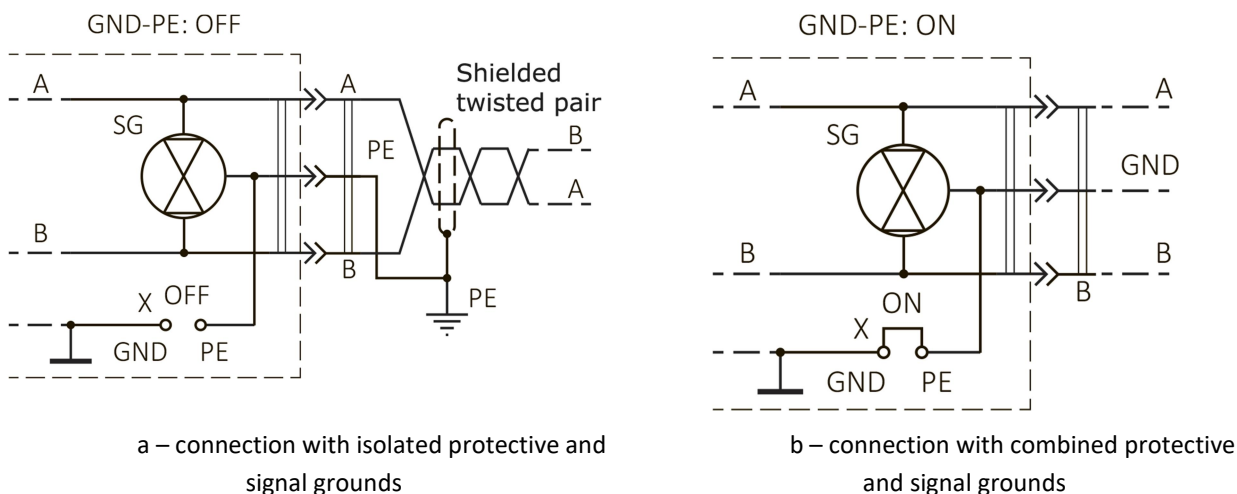 GND-PE: OFF
A
A
SG
PE
Shielded
twisted pair
B
A
B
B
X OFF
GND PE
PE
a – connection with isolated protective and
signal grounds
GND-PE: ON
A
A
SG
GND
B
B
B
ON
X
GND PE
b – connection with combined protective
and signal grounds